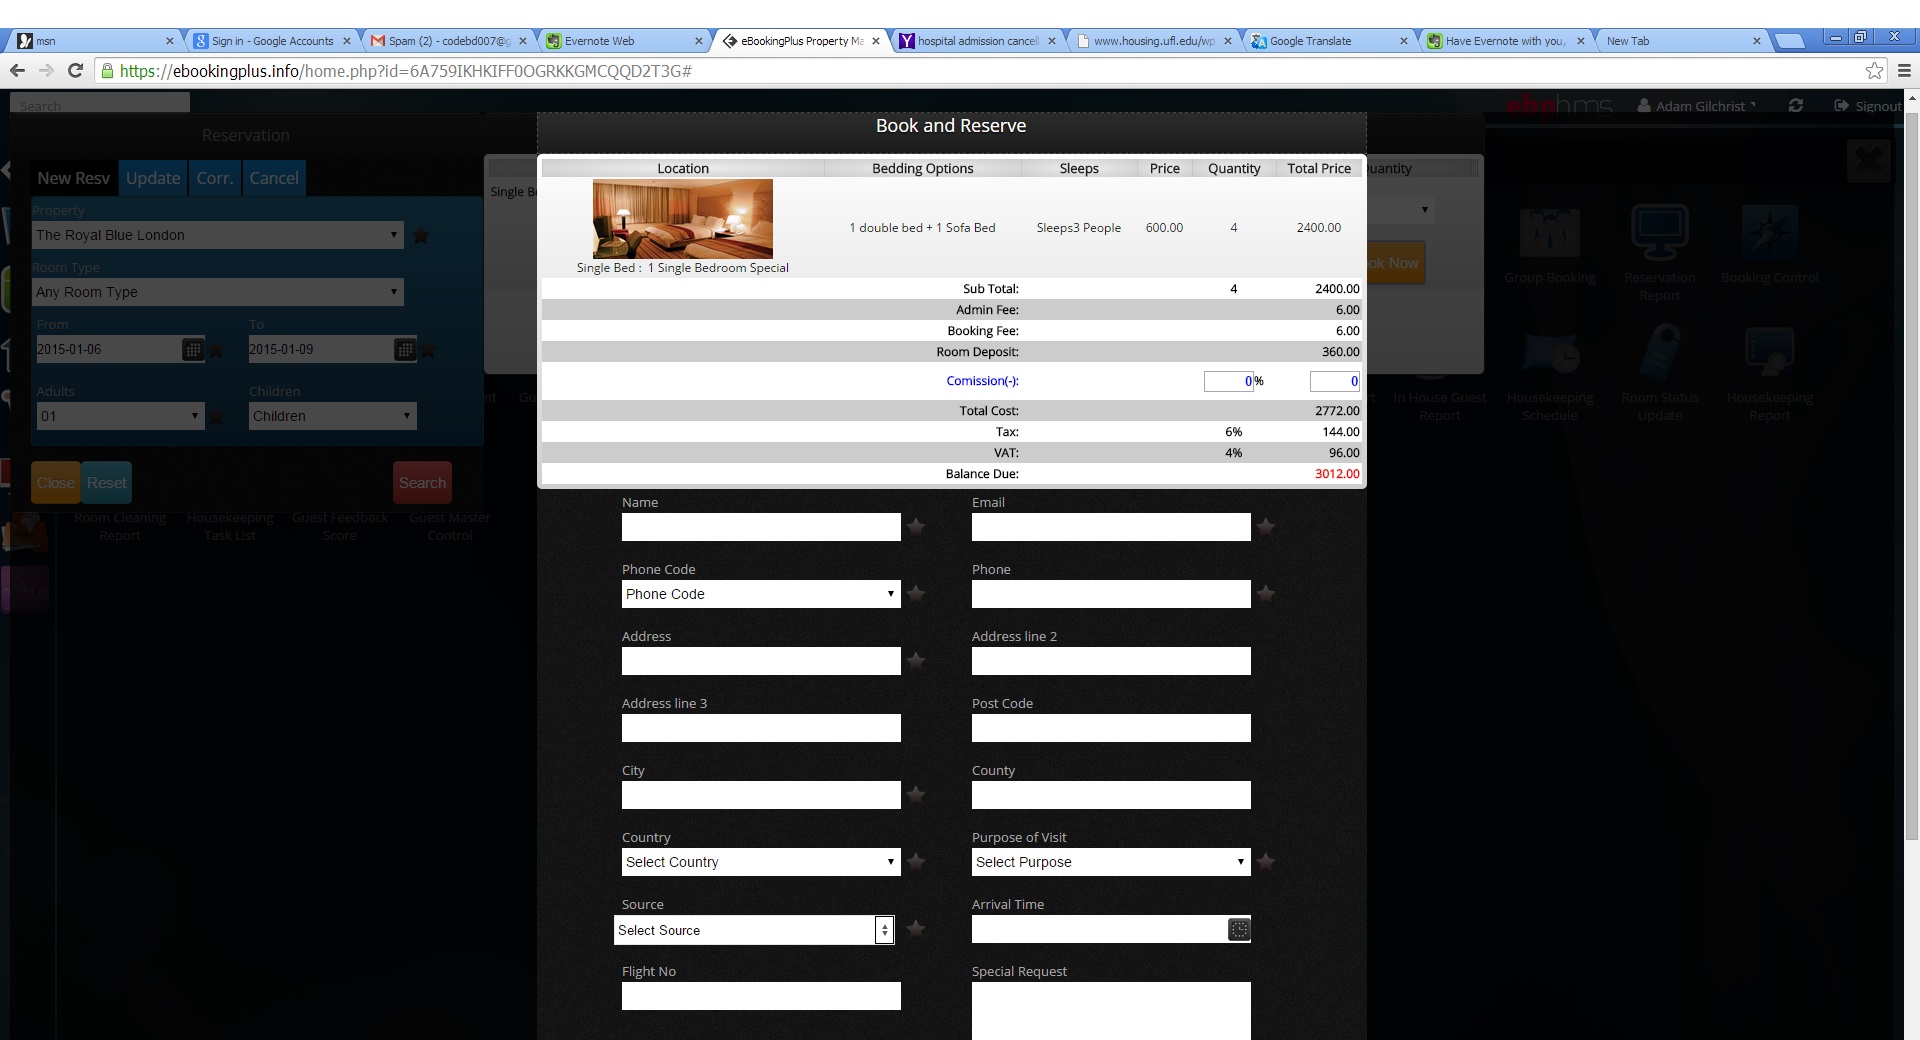 msn
Sign in - Google Accounts
Spam (2) - codebd007@g
Evernote Web
eBookingPlus Property Ma
hospital admission cancell
www.housing.ufl.edu/wp
Google Translate
Have Evernote with you,
New Tab
https://ebookingplus.info/home.php?id=6A759IKHKIFF0OGRKKGMCQQD2T3G#
Search
hms
Adam Gilchrist
Signout
Reservation
New Resv Update Corr. Cancel
Property
The Royal Blue London
Room Type
Any Room Type
From To
2015-01-06 2015-01-09
Adults Children
01 Children
Close Reset Search
Room Cleaning Report
Housekeeping Task List
Guest Feedback Score
Guest Master Control
Single B
Book and Reserve
Location Bedding Options Sleeps Price Quantity Total Price
1 double bed + 1 Sofa Bed Sleeps3 People 600.00 4 2400.00
Single Bed : 1 Single Bedroom Special
Sub Total: 4 2400.00
Admin Fee: 6.00
Booking Fee: 6.00
Room Deposit: 360.00
Comission(-): 0% 0
Total Cost: 2772.00
Tax: 6% 144.00
VAT: 4% 96.00
Balance Due: 3012.00
Name Email
Phone Code Phone
Phone Code
Address Address line 2
Address line 3 Post Code
City County
Country Purpose of Visit
Select Country Select Purpose
Source Arrival Time
Select Source
Flight No Special Request
uantity
ok Now
Group Booking
Reservation Report
Booking Control
In House Guest Report
Housekeeping Schedule
Room Status Update
Housekeeping Report